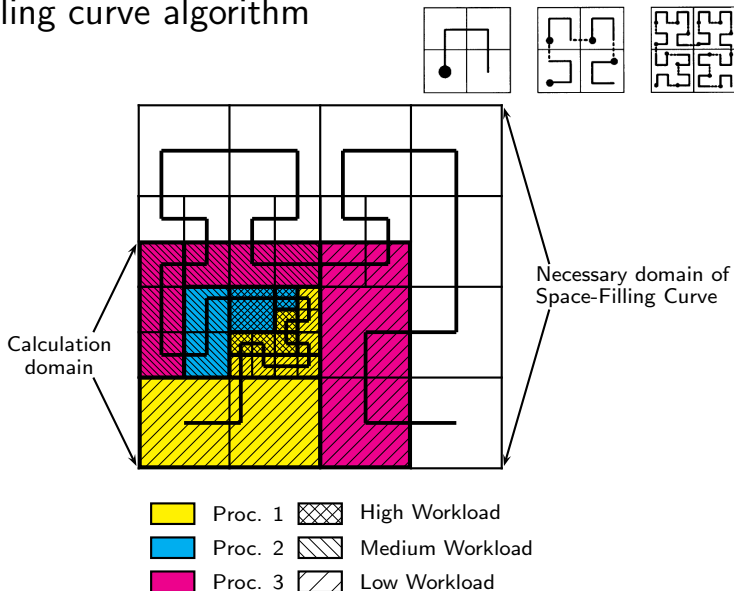 ling curve algorithm
Necessary domain of
Space-Filling Curve
Calculation
domain
Proc. 1 High Workload
Proc. 2 Medium Workload
Proc. 3 Low Workload